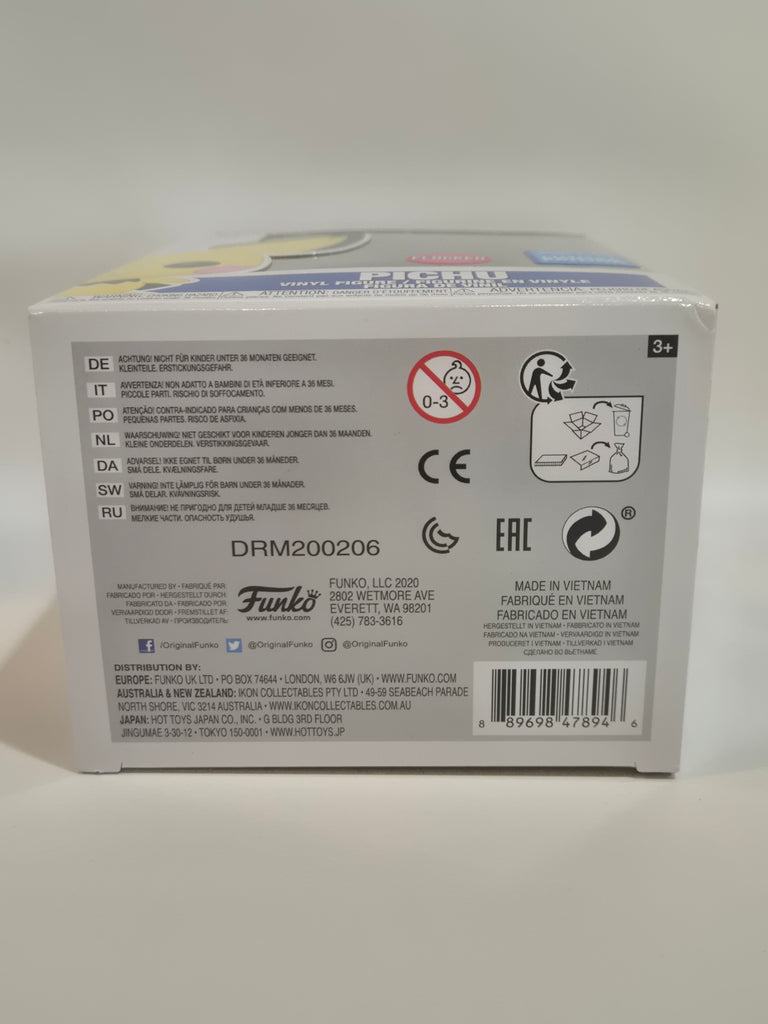 FLOCKED
PICHU
VINYL FIGURE / FIGURINE EN VINYLE
3+
DE ACHTUNG! NICHT FÜR KINDER UNTER 36 MONATEN GEEIGNET.
KLEINTEILE. ERSTICKUNGSGEFAHR.
IT AVVERTENZA! NON ADATTO A BAMBINI DI ETÀ INFERIORE A 36 MESI.
PICCOLE PARTI. RISCHIO DI SOFFOCAMENTO.
PO ATENÇÃO! CONTRA-INDICADO PARA CRIANÇAS COM MENOS DE 36 MESES.
PEQUENAS PARTES. RISCO DE ASFIXIA.
NL WAARSCHUWING! NIET GESCHIKT VOOR KINDEREN JONGER DAN 36 MAANDEN.
KLEINE ONDERDELEN. VERSTIKKINGSGEVAAR.
DA ADVARSEL! IKKE EGNET TIL BØRN UNDER 36 MÅNEDER.
SMÅ DELE. KVÆLNINGSFARE.
SW VARNING! INTE LÄMPLIG FÖR BARN UNDER 36 MÅNADER.
SMÅ DELAR. KVÄVNINGSRISK.
RU ВНИМАНИЕ! НЕ ПРИГОДНО ДЛЯ ДЕТЕЙ МЛАДШЕ 36 МЕСЯЦЕВ.
МЕЛКИЕ ЧАСТИ. ОПАСНОСТЬ УДУШЬЯ.
0-3
CE
DRM200206
EAC
®
MANUFACTURED BY • FABRIQUÉ PAR:
FABRICADO POR • HERGESTELLT DURCH:
FABBRICATO DA • FABRICADO POR:
VERVAARDIGD DOOR • FREMSTILLET AF:
TILLVERKAD AV • ПРОИЗВОДИТЕЛЬ:
Funko
www.funko.com
FUNKO, LLC 2020
2802 WETMORE AVE
EVERETT, WA 98201
(425) 783-3616
/OriginalFunko @OriginalFunko @OriginalFunko
MADE IN VIETNAM
FABRIQUÉ EN VIETNAM
FABRICADO EN VIETNAM
HERGESTELLT IN VIETNAM • FABBRICATO IN VIETNAM
FABRICADO NA VIETNAM • VERVAARDIGD IN VIETNAM
PRODUCERET I VIETNAM • TILLVERKAD I VIETNAM
СДЕЛАНО ВО ВЬЕТНАМЕ
DISTRIBUTION BY:
EUROPE: FUNKO UK LTD • PO BOX 74644 • LONDON, W6 6JW (UK) • WWW.FUNKO.COM
AUSTRALIA & NEW ZEALAND: IKON COLLECTABLES PTY LTD • 49-59 SEABEACH PARADE
NORTH SHORE, VIC 3214 AUSTRALIA • WWW.IKONCOLLECTABLES.COM.AU
JAPAN: HOT TOYS JAPAN CO., INC. • G BLDG 3RD FLOOR
JINGUMAE 3-30-12 • TOKYO 150-0001 • WWW.HOTTOYS.JP
8 89698 47894 6